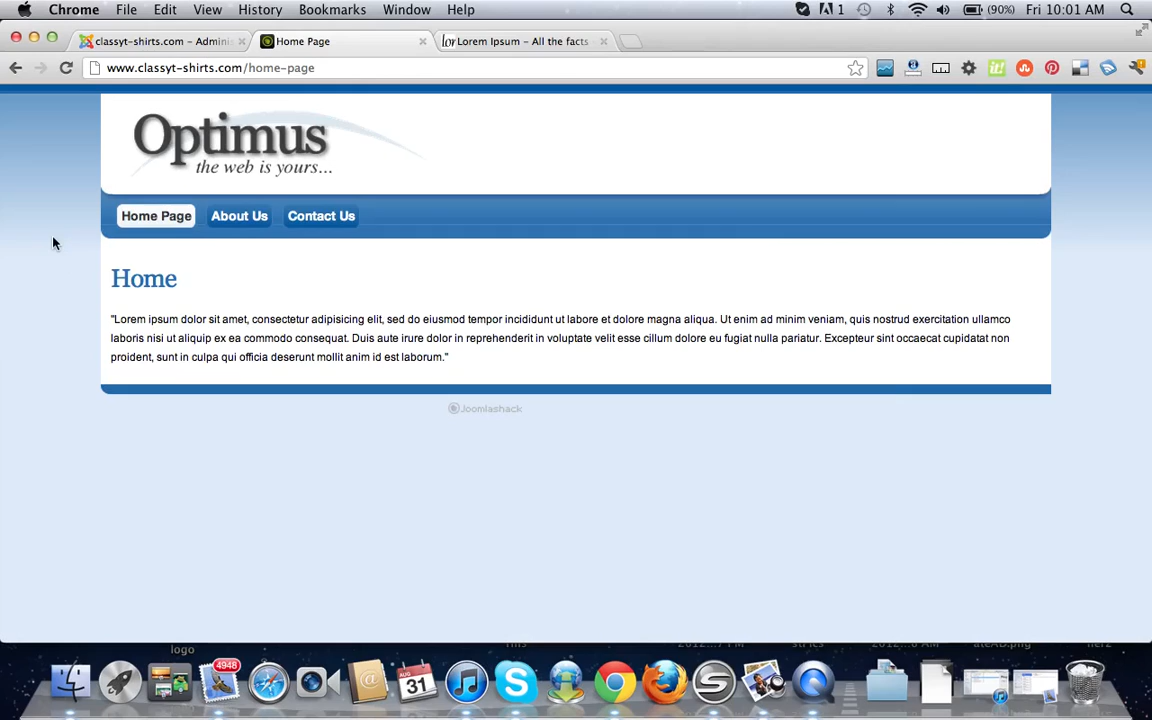 Chrome File Edit View History Bookmarks Window Help 1 (90%) Fri 10:01 AM
classyt-shirts.com - Adminis Home Page Lorem Ipsum - All the facts
www.classyt-shirts.com/home-page
Optimus
the web is yours...
Home Page About Us Contact Us
Home
"Lorem ipsum dolor sit amet, consectetur adipisicing elit, sed do eiusmod tempor incididunt ut labore et dolore magna aliqua. Ut enim ad minim veniam, quis nostrud exercitation ullamco
laboris nisi ut aliquip ex ea commodo consequat. Duis aute irure dolor in reprehenderit in voluptate velit esse cillum dolore eu fugiat nulla pariatur. Excepteur sint occaecat cupidatat non
proident, sunt in culpa qui officia deserunt mollit anim id est laborum."
Joomlashack
logo
4948
AUG
31